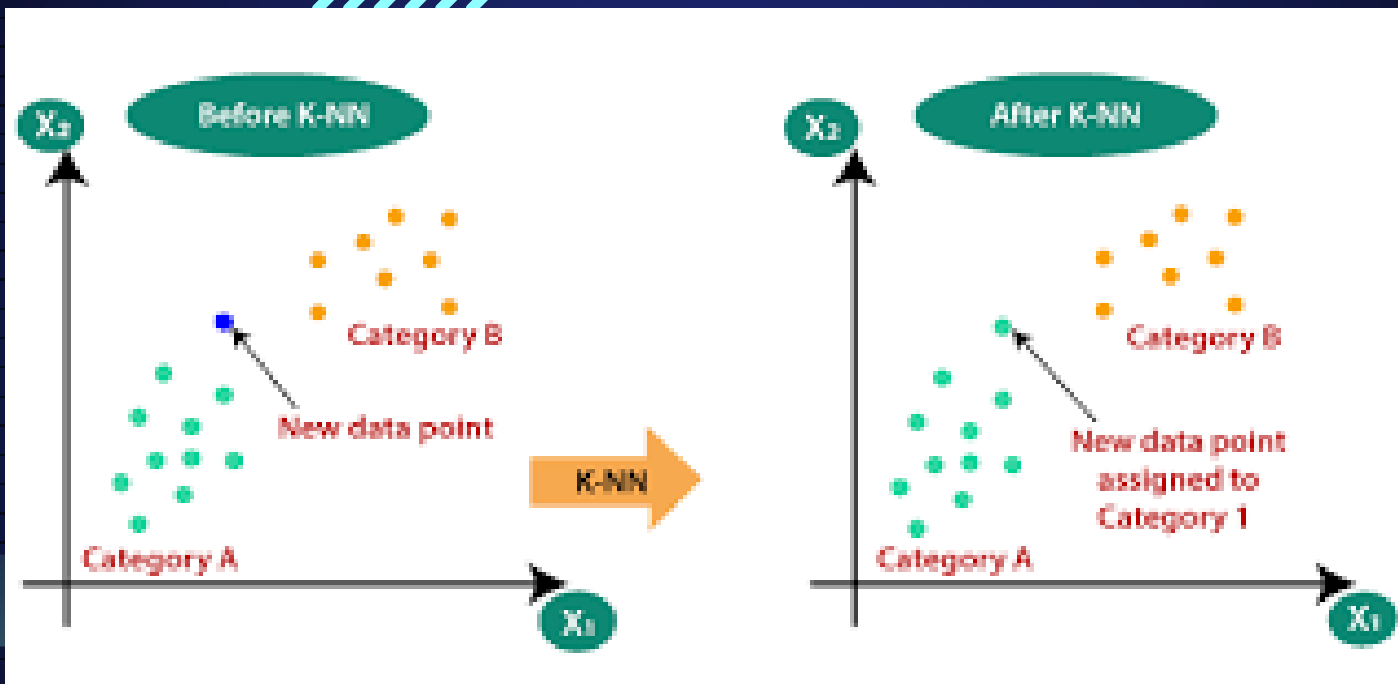 Before K-NN
X₂
Category B
New data point
Category A
X₁
K-NN
After K-NN
X₂
Category B
New data point
assigned to
Category 1
Category A
X₁